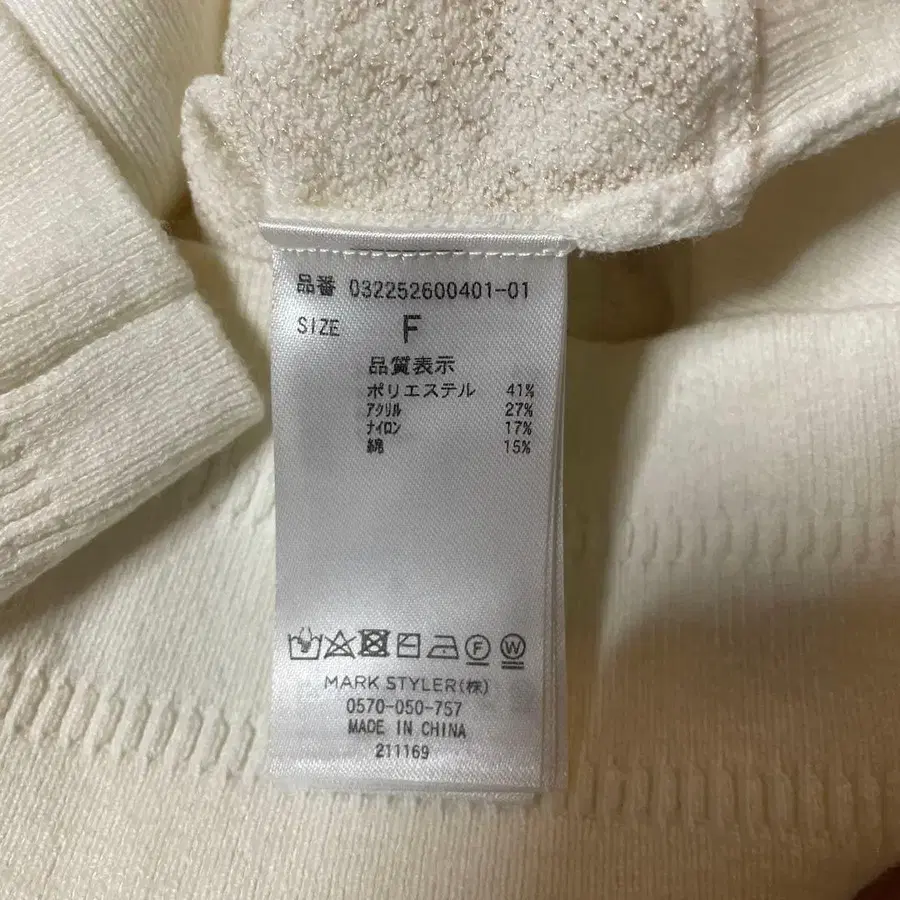 品番 032252600401-01
SIZE F
品質表示
ポリエステル 41%
アクリル 27%
ナイロン 17%
綿 15%
F W
MARK STYLER(株)
0570-050-757
MADE IN CHINA
211169